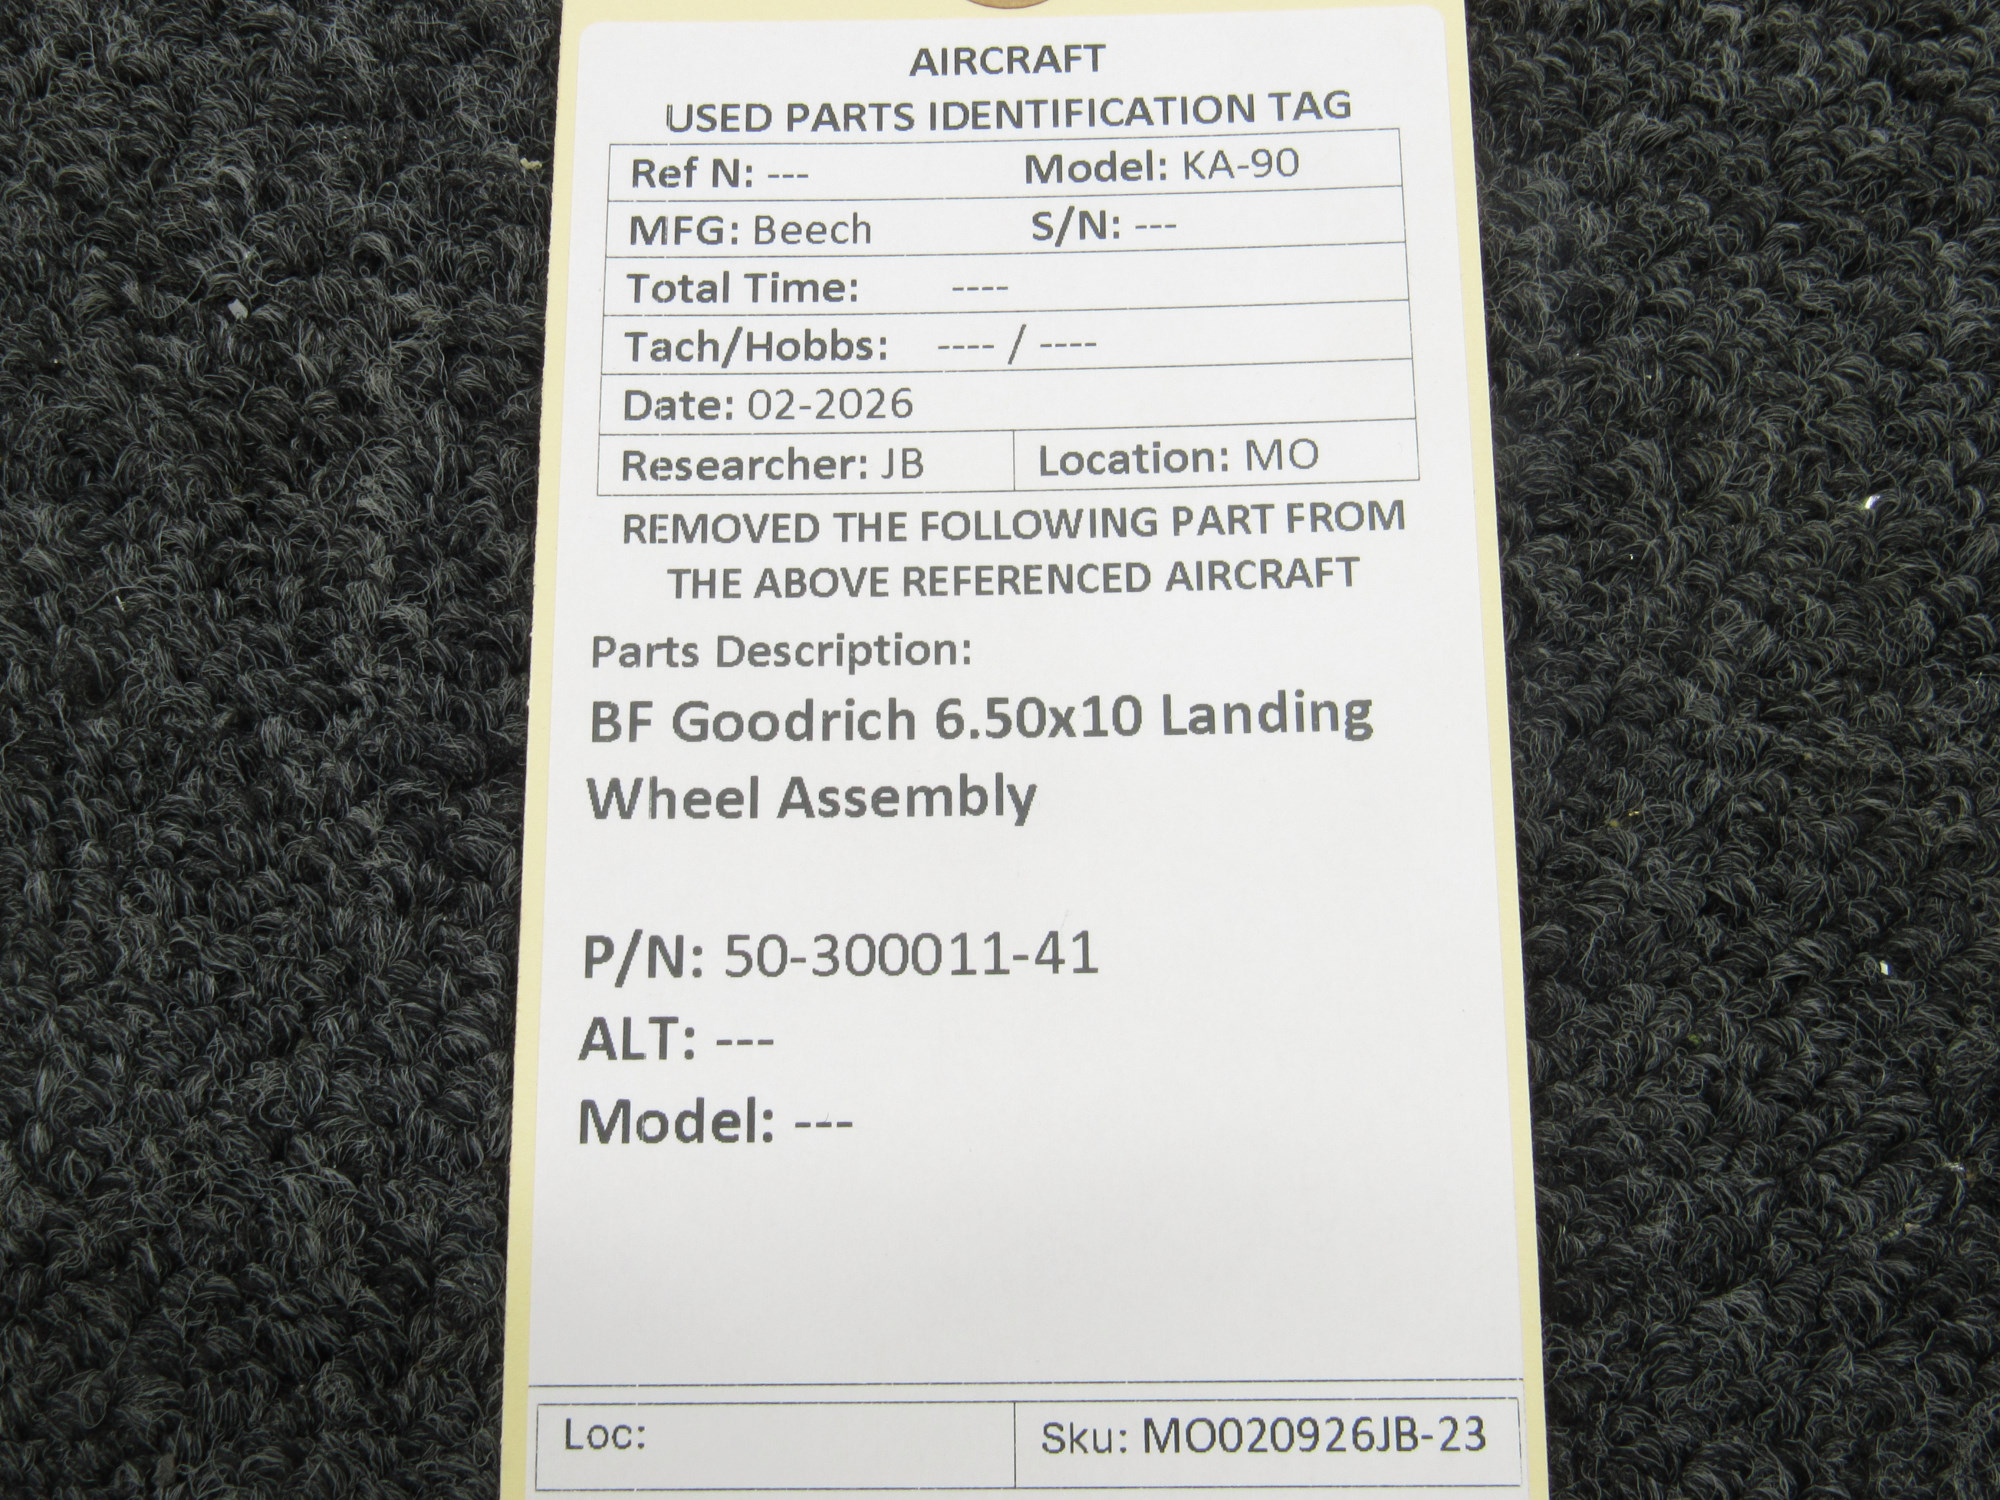 AIRCRAFT
USED PARTS IDENTIFICATION TAG
Ref N: --- Model: KA-90
MFG: Beech S/N: ---
Total Time: ----
Tach/Hobbs: ---- / ----
Date: 02-2026
Researcher: JB Location: MO
REMOVED THE FOLLOWING PART FROM
THE ABOVE REFERENCED AIRCRAFT
Parts Description:
BF Goodrich 6.50x10 Landing
Wheel Assembly
P/N: 50-300011-41
ALT: ---
Model: ---
Loc: Sku: MO020926JB-23